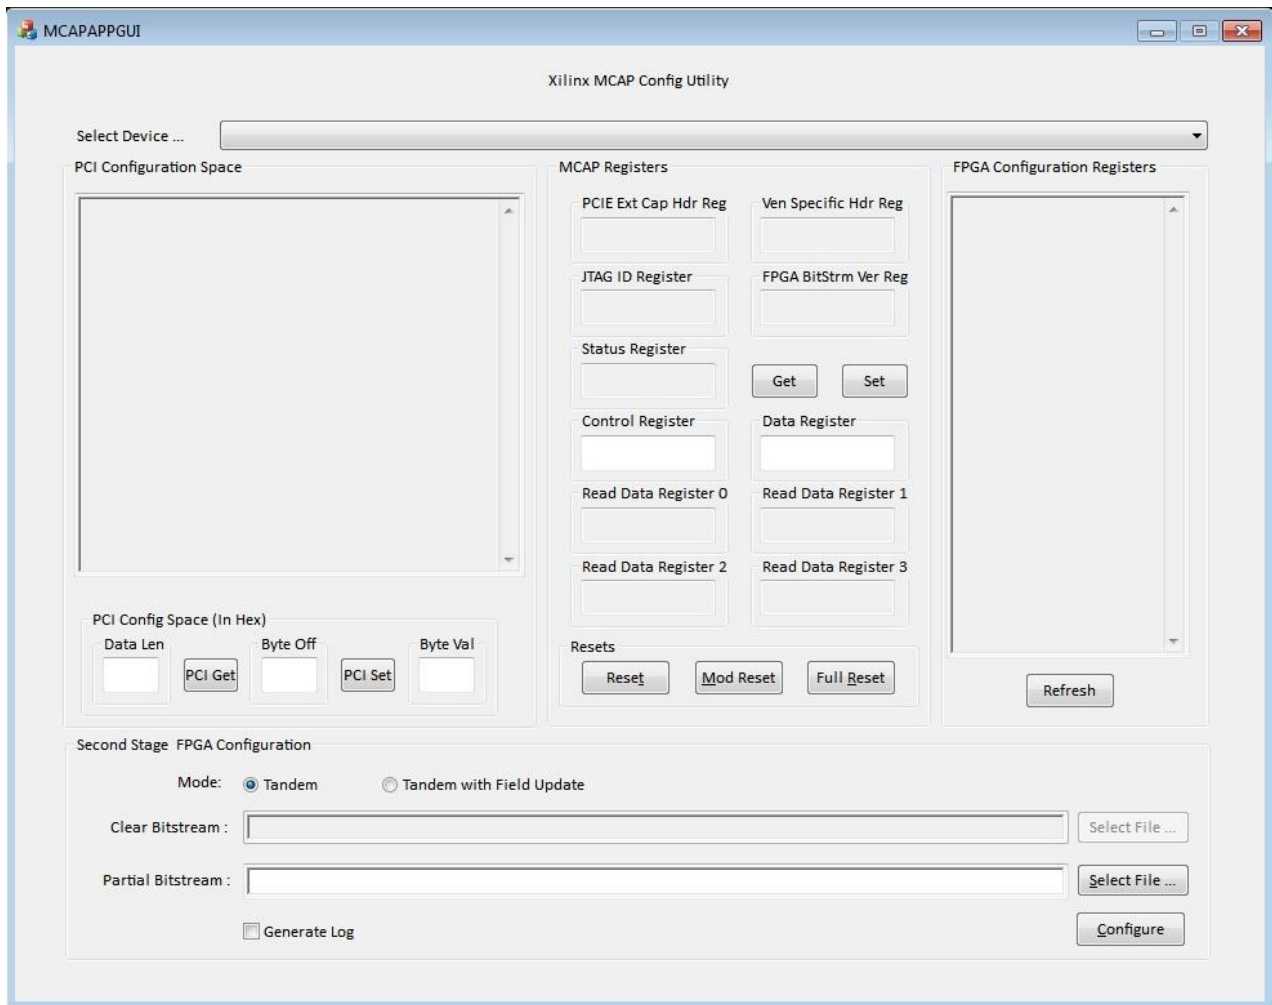 MCAPAPPGUI
Xilinx MCAP Config Utility
Select Device ...
PCI Configuration Space
MCAP Registers
FPGA Configuration Registers
PCIE Ext Cap Hdr Reg
Ven Specific Hdr Reg
JTAG ID Register
FPGA BitStrm Ver Reg
Status Register
Get
Set
Control Register
Data Register
Read Data Register 0
Read Data Register 1
Read Data Register 2
Read Data Register 3
PCI Config Space (In Hex)
Data Len
Byte Off
Byte Val
PCI Get
PCI Set
Resets
Reset
Mod Reset
Full Reset
Refresh
Second Stage  FPGA Configuration
Mode:
Tandem
Tandem with Field Update
Clear Bitstream :
Select File ...
Partial Bitstream :
Select File ...
Generate Log
Configure